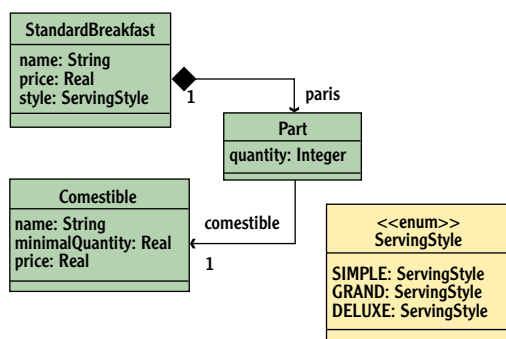 StandardBreakfast
name: String
price: Real
style: ServingStyle
1
paris
Part
quantity: Integer
Comestible
name: String
minimalQuantity: Real
price: Real
comestible
1
<<enum>>
ServingStyle
SIMPLE: ServingStyle
GRAND: ServingStyle
DELUXE: ServingStyle